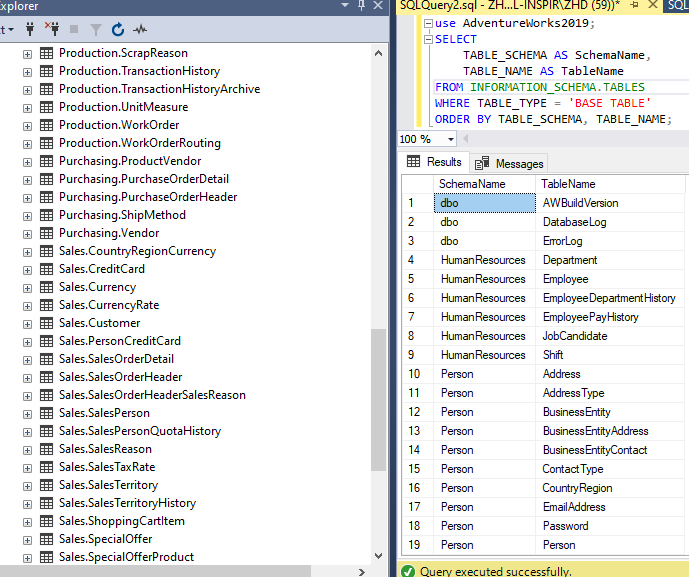 xplorer
ct
Production.ScrapReason
Production.TransactionHistory
Production.TransactionHistoryArchive
Production.UnitMeasure
Production.WorkOrder
Production.WorkOrderRouting
Purchasing.ProductVendor
Purchasing.PurchaseOrderDetail
Purchasing.PurchaseOrderHeader
Purchasing.ShipMethod
Purchasing.Vendor
Sales.CountryRegionCurrency
Sales.CreditCard
Sales.Currency
Sales.CurrencyRate
Sales.Customer
Sales.PersonCreditCard
Sales.SalesOrderDetail
Sales.SalesOrderHeader
Sales.SalesOrderHeaderSalesReason
Sales.SalesPerson
Sales.SalesPersonQuotaHistory
Sales.SalesReason
Sales.SalesTaxRate
Sales.SalesTerritory
Sales.SalesTerritoryHistory
Sales.ShoppingCartItem
Sales.SpecialOffer
Sales.SpecialOfferProduct
SQLQuery2.sql - ZH...L-INSPIR\ZHD (59))* SQL
use AdventureWorks2019;
SELECT
TABLE_SCHEMA AS SchemaName,
TABLE_NAME AS TableName
FROM INFORMATION_SCHEMA.TABLES
WHERE TABLE_TYPE = 'BASE TABLE'
ORDER BY TABLE_SCHEMA, TABLE_NAME;
100 %
Results Messages
SchemaName TableName
1 dbo AWBuildVersion
2 dbo DatabaseLog
3 dbo ErrorLog
4 HumanResources Department
5 HumanResources Employee
6 HumanResources EmployeeDepartmentHistory
7 HumanResources EmployeePayHistory
8 HumanResources JobCandidate
9 HumanResources Shift
10 Person Address
11 Person AddressType
12 Person BusinessEntity
13 Person BusinessEntityAddress
14 Person BusinessEntityContact
15 Person ContactType
16 Person CountryRegion
17 Person EmailAddress
18 Person Password
19 Person Person
Query executed successfully.